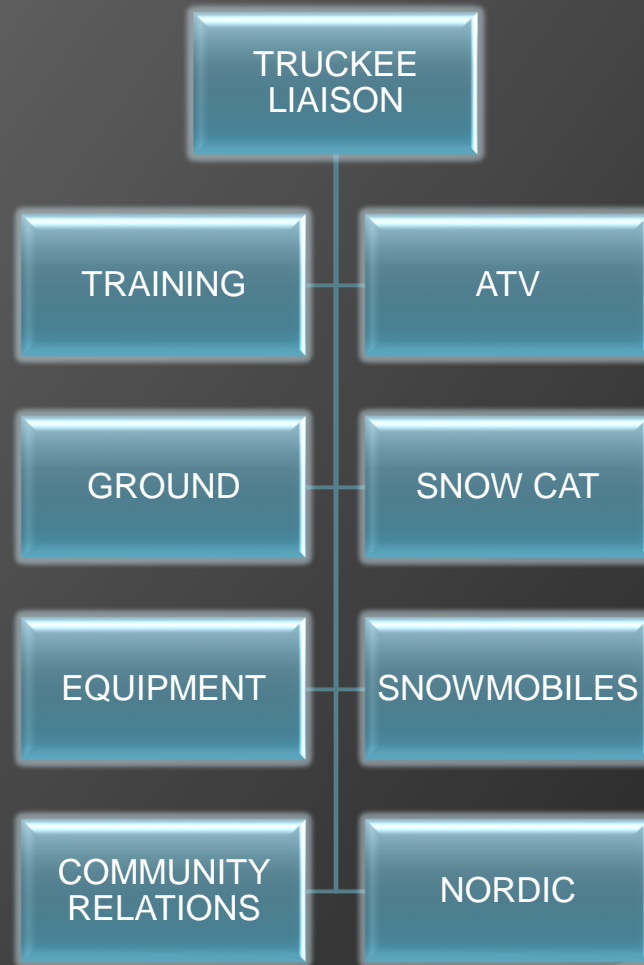 TRUCKEE
LIAISON
TRAINING
ATV
GROUND
SNOW CAT
EQUIPMENT
SNOWMOBILES
COMMUNITY
RELATIONS
NORDIC